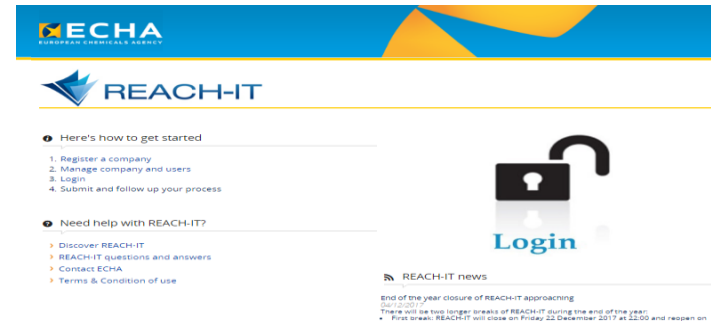 ECHA
EUROPEAN CHEMICALS AGENCY
REACH-IT
Here's how to get started
1. Register a company
2. Manage company and users
3. Login
4. Submit and follow up your process
Need help with REACH-IT?
Discover REACH-IT
REACH-IT questions and answers
Contact ECHA
Terms & Condition of use
Login
REACH-IT news
End of the year closure of REACH-IT approaching
04/12/2017
There will be two longer breaks of REACH-IT during the end of the year:
• First break: REACH-IT will close on Friday 22 December 2017 at 22:00 and reopen on